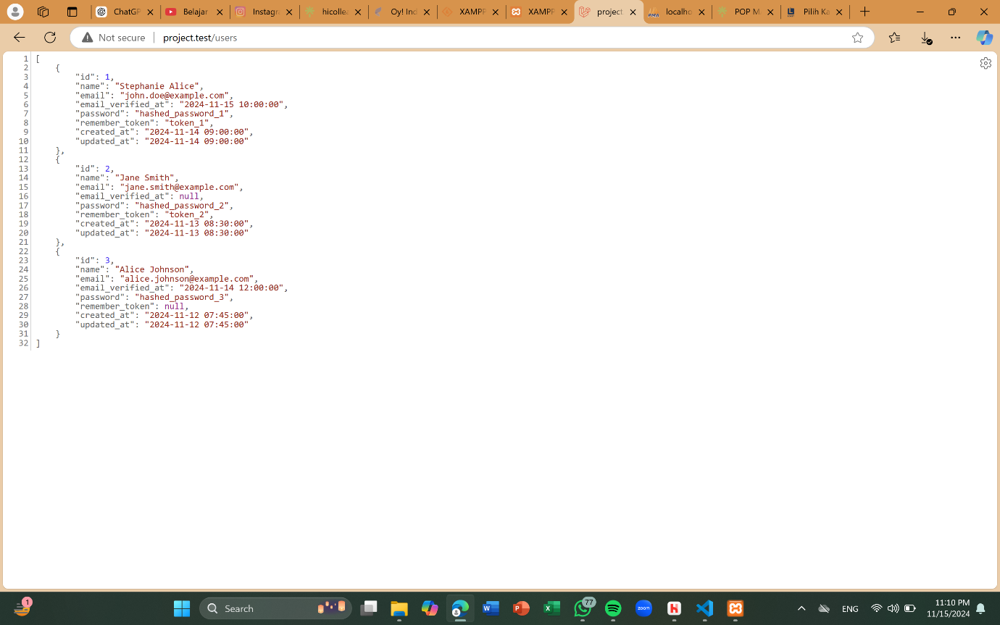 ChatGP
Belajar
Instagra
hicollea
Oy! Ind
XAMPP
XAMPP
project
localho
POP M
Pilih Ka
Not secure
project.test/users
1 [
2 {
3 "id": 1,
4 "name": "Stephanie Alice",
5 "email": "john.doe@example.com",
6 "email_verified_at": "2024-11-15 10:00:00",
7 "password": "hashed_password_1",
8 "remember_token": "token_1",
9 "created_at": "2024-11-14 09:00:00",
10 "updated_at": "2024-11-14 09:00:00"
11 },
12 {
13 "id": 2,
14 "name": "Jane Smith",
15 "email": "jane.smith@example.com",
16 "email_verified_at": null,
17 "password": "hashed_password_2",
18 "remember_token": "token_2",
19 "created_at": "2024-11-13 08:30:00",
20 "updated_at": "2024-11-13 08:30:00"
21 },
22 {
23 "id": 3,
24 "name": "Alice Johnson",
25 "email": "alice.johnson@example.com",
26 "email_verified_at": "2024-11-14 12:00:00",
27 "password": "hashed_password_3",
28 "remember_token": null,
29 "created_at": "2024-11-12 07:45:00",
30 "updated_at": "2024-11-12 07:45:00"
31 }
32 ]
1
Search
77
zoom
ENG
11:10 PM
11/15/2024